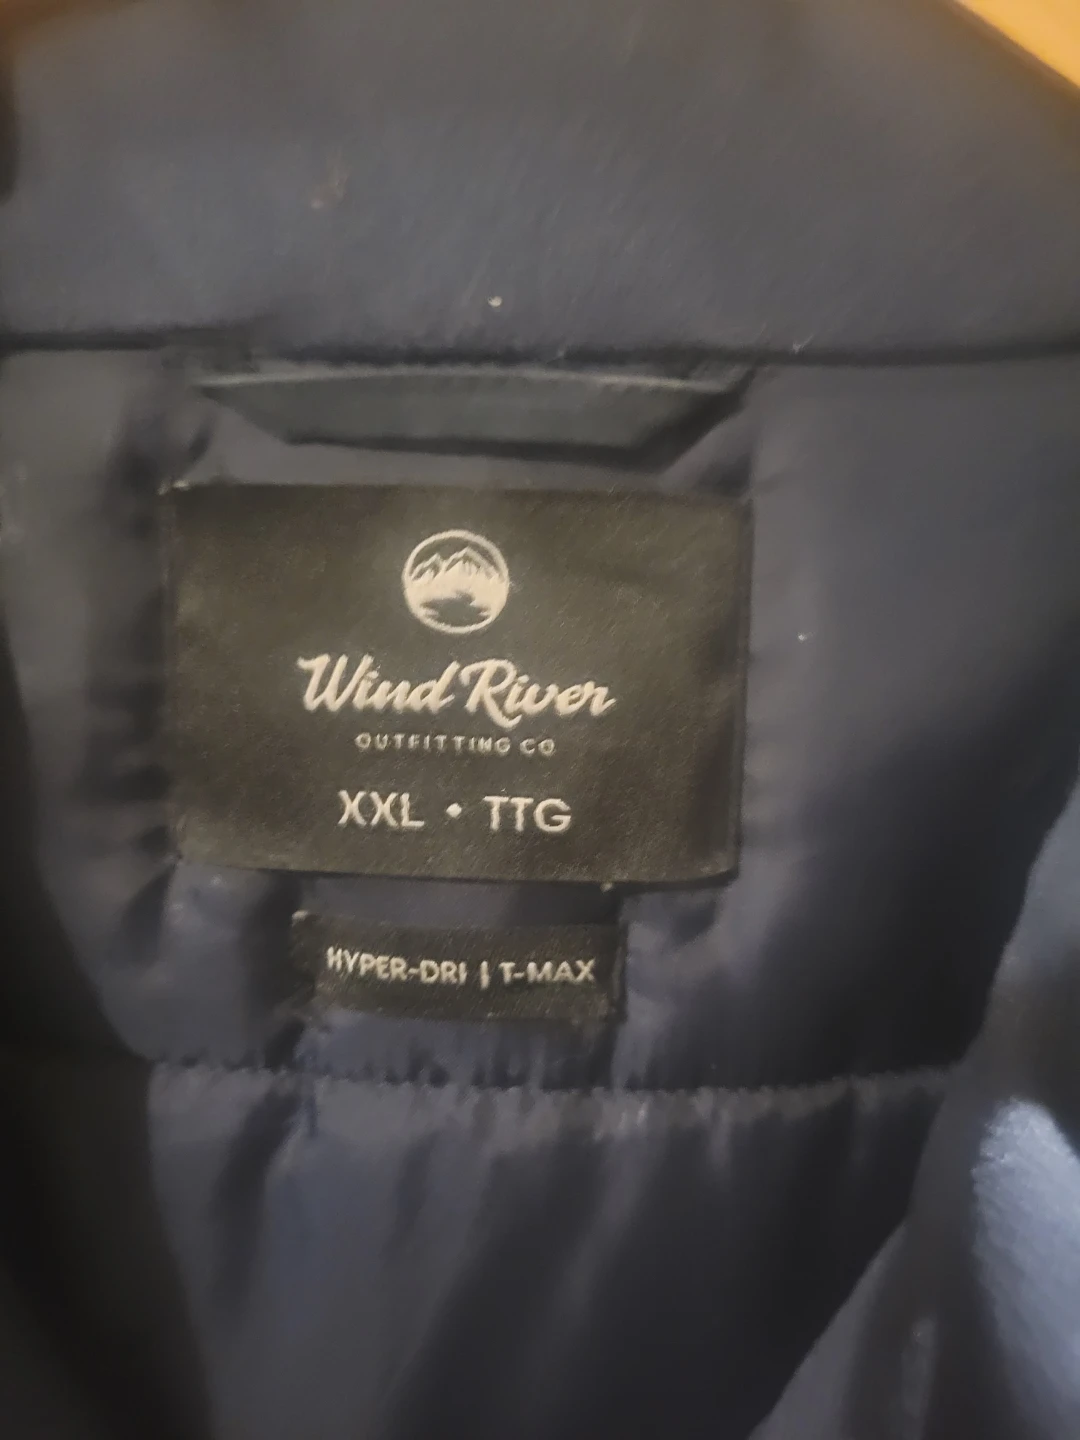 Wind River
OUTFITTING CO
XXL • TTG
HYPER-DRI | T-MAX